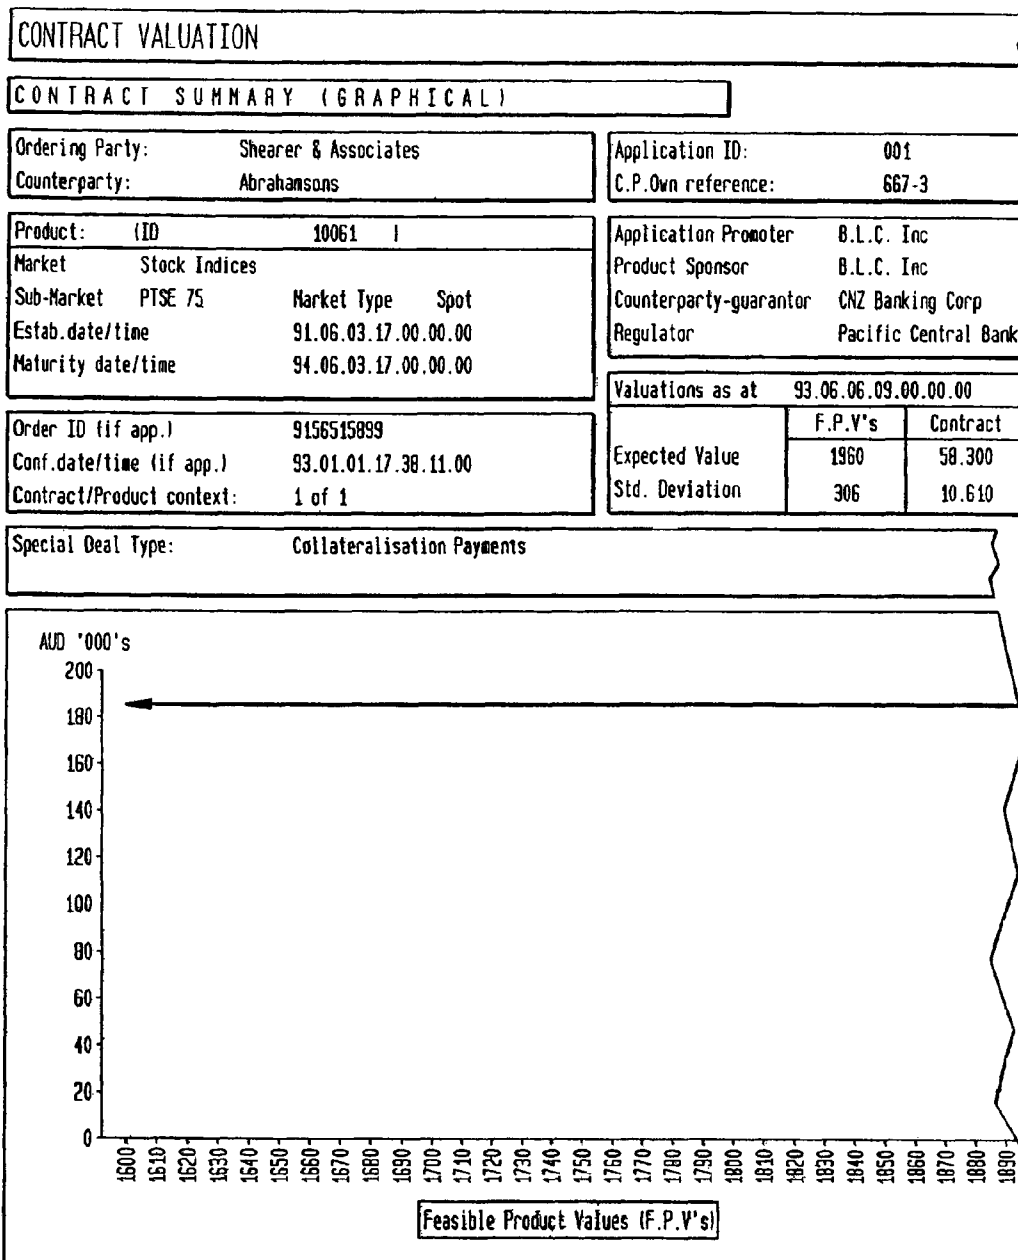 CONTRACT VALUATION
CONTRACT SUMMARY (GRAPHICAL)
Ordering Party: Shearer & Associates
Counterparty: Abrahamsons
Application ID: 001
C.P.Own reference: 667-3
Product: (ID 10061 )
Market Stock Indices
Sub-Market PTSE 75 Market Type Spot
Estab.date/time 91.06.03.17.00.00.00
Maturity date/time 94.06.03.17.00.00.00
Application Promoter B.L.C. Inc
Product Sponsor B.L.C. Inc
Counterparty-guarantor CNZ Banking Corp
Regulator Pacific Central Bank
Order ID (if app.) 9156515899
Conf.date/time (if app.) 93.01.01.17.38.11.00
Contract/Product context: 1 of 1
Valuations as at 93.06.06.09.00.00.00
F.P.V's Contract
Expected Value 1960 58.300
Std. Deviation 306 10.610
Special Deal Type: Collateralisation Payments
AUD '000's
200
180
160
140
120
100
80
60
40
20
0
1600 1610 1620 1630 1640 1650 1660 1670 1680 1690 1700 1710 1720 1730 1740 1750 1760 1770 1780 1790 1800 1810 1820 1830 1840 1850 1860 1870 1880 1890
Feasible Product Values (F.P.V's)